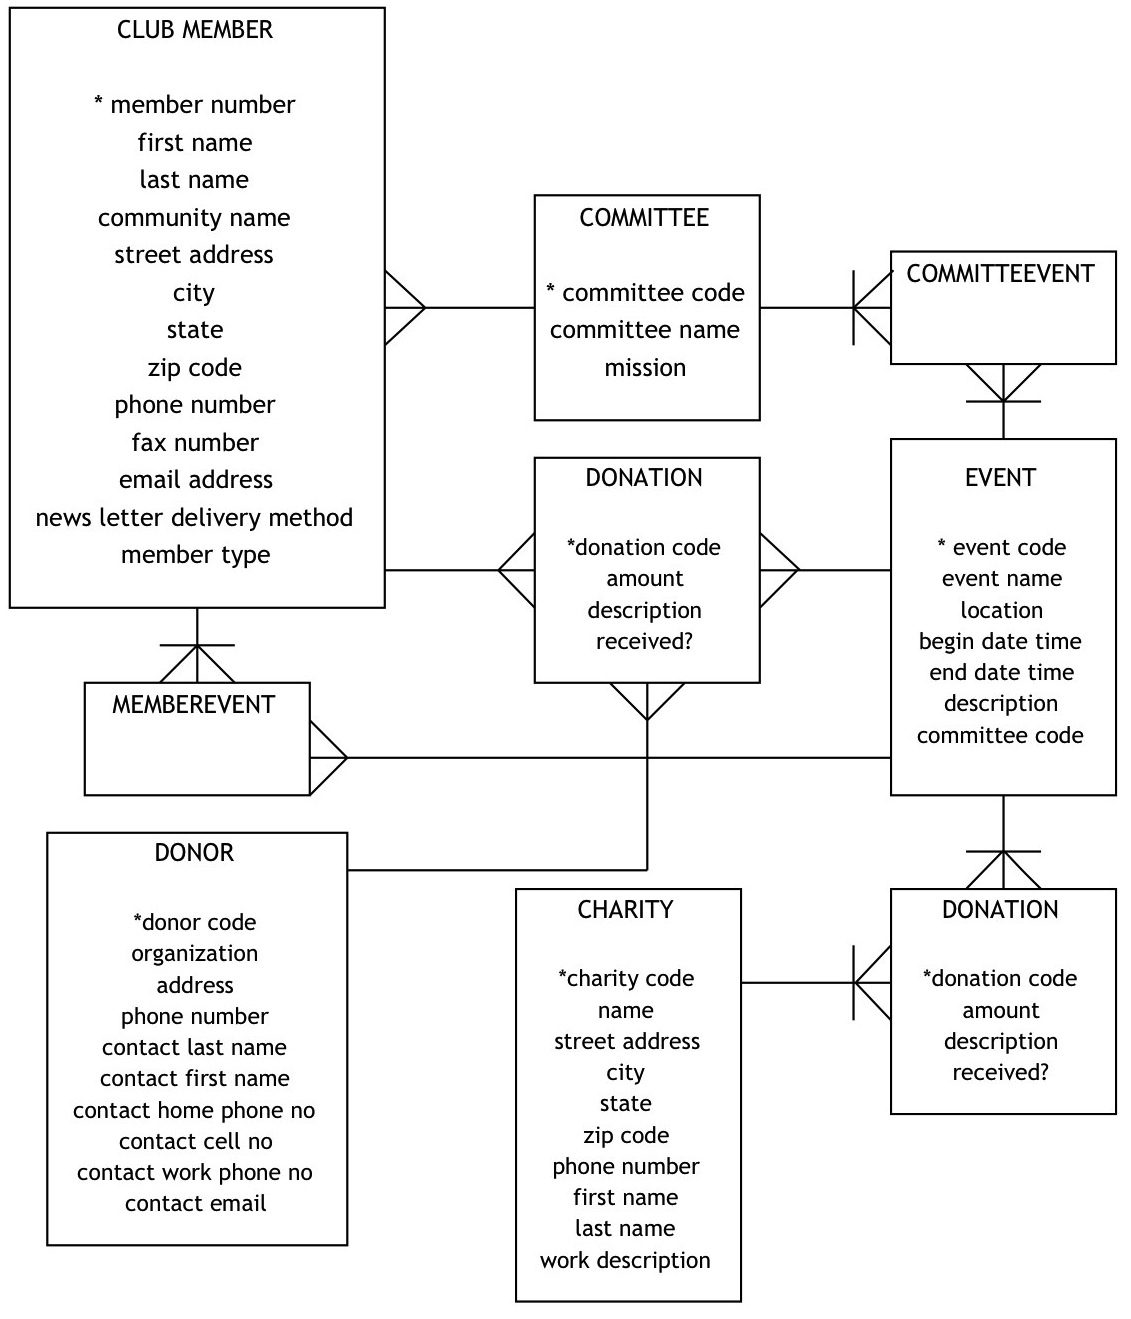 CLUB MEMBER
* member number
first name
last name
community name
street address
city
state
zip code
phone number
fax number
email address
news letter delivery method
member type
COMMITTEE
* committee code
committee name
mission
COMMITTEEVENT
DONATION
*donation code
amount
description
received?
EVENT
* event code
event name
location
begin date time
end date time
description
committee code
MEMBEREVENT
DONOR
*donor code
organization
address
phone number
contact last name
contact first name
contact home phone no
contact cell no
contact work phone no
contact email
CHARITY
*charity code
name
street address
city
state
zip code
phone number
first name
last name
work description
DONATION
*donation code
amount
description
received?